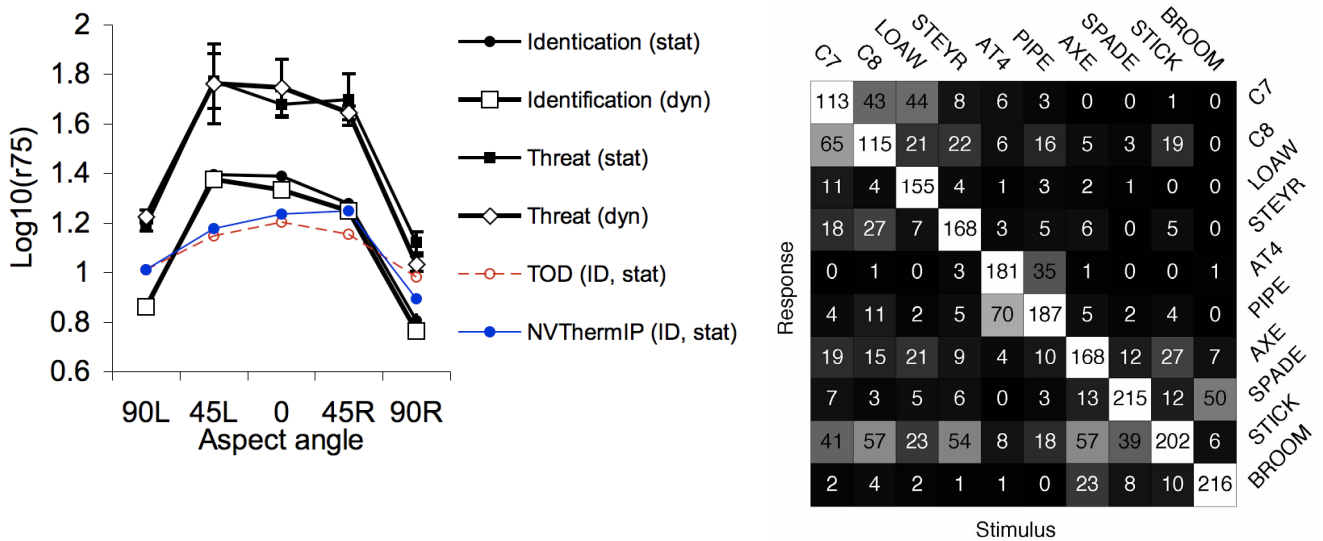 2
1.8
1.6
1.4
1.2
1
0.8
0.6
Log10(r75)
90L 45L 0 45R 90R
Aspect angle
Identication (stat)
Identification (dyn)
Threat (stat)
Threat (dyn)
TOD (ID, stat)
NVThermIP (ID, stat)
C7 C8 LOAW STEYR AT4 PIPE AXE SPADE STICK BROOM
113 43 44 8 6 3 0 0 1 0 C7
65 115 21 22 6 16 5 3 19 0 C8
11 4 155 4 1 3 2 1 0 0 LOAW
18 27 7 168 3 5 6 0 5 0 STEYR
0 1 0 3 181 35 1 0 0 1 AT4
4 11 2 5 70 187 5 2 4 0 PIPE
19 15 21 9 4 10 168 12 27 7 AXE
7 3 5 6 0 3 13 215 12 50 SPADE
41 57 23 54 8 18 57 39 202 6 STICK
2 4 2 1 1 0 23 8 10 216 BROOM
Response
Stimulus